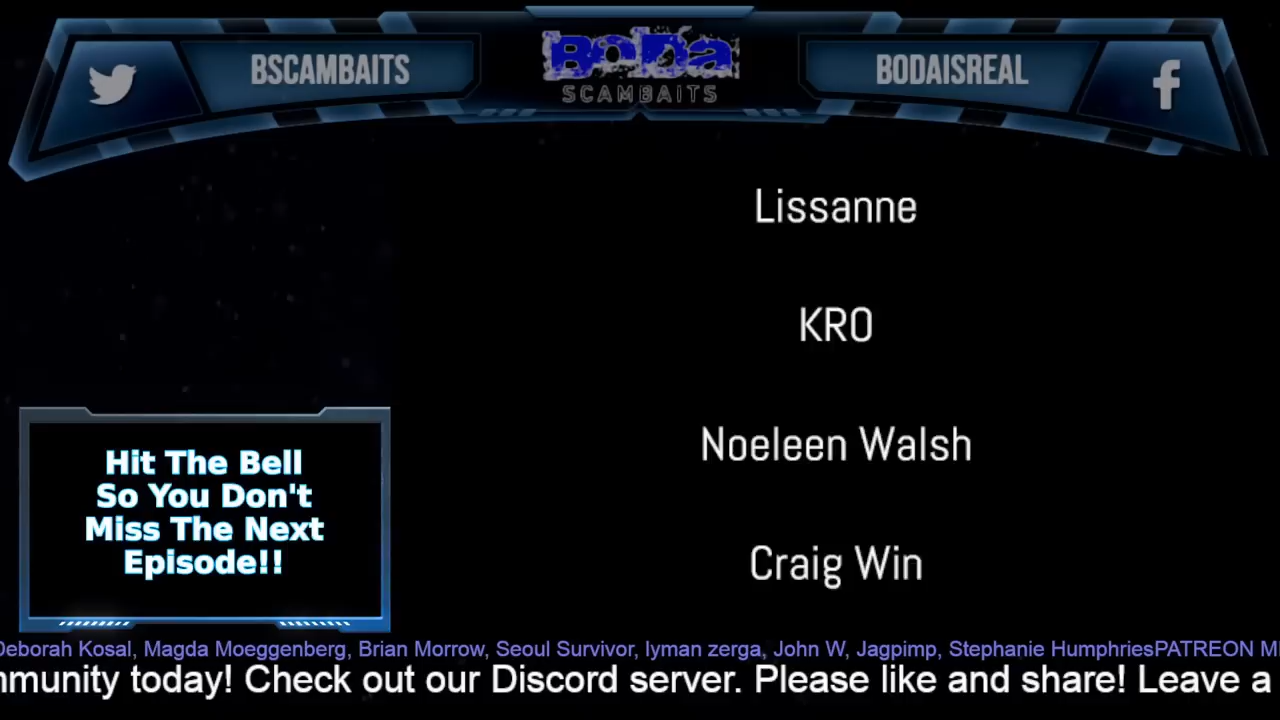 BSCAMBAITS
BoDa
SCAMBAITS
BODAISREAL
Lissanne
KRO
Noeleen Walsh
Craig Win
Hit The Bell
So You Don't
Miss The Next
Episode!!
Deborah Kosal, Magda Moeggenberg, Brian Morrow, Seoul Survivor, lyman zerga, John W, Jagpimp, Stephanie HumphriesPATREON
today! Check out our Discord server. Please like and share! Leave a